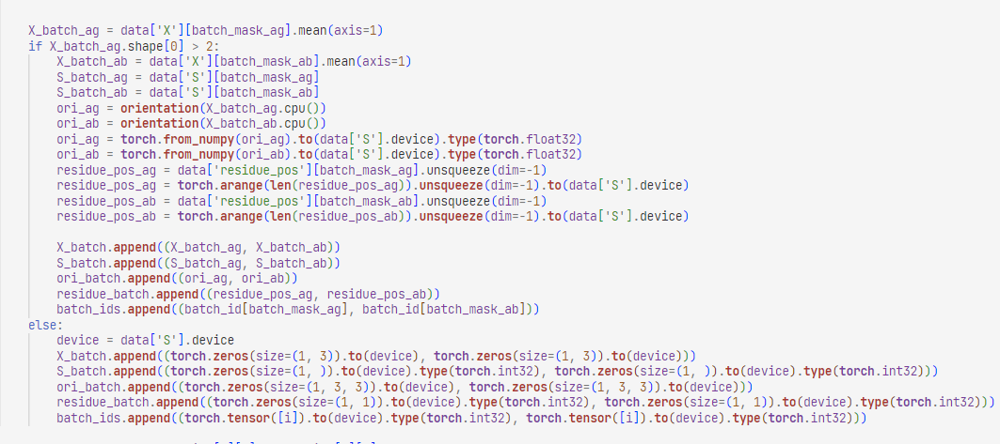 X_batch_ag = data['X'][batch_mask_ag].mean(axis=1)
if X_batch_ag.shape[0] > 2:
    X_batch_ab = data['X'][batch_mask_ab].mean(axis=1)
    S_batch_ag = data['S'][batch_mask_ag]
    S_batch_ab = data['S'][batch_mask_ab]
    ori_ag = orientation(X_batch_ag.cpu())
    ori_ab = orientation(X_batch_ab.cpu())
    ori_ag = torch.from_numpy(ori_ag).to(data['S'].device).type(torch.float32)
    ori_ab = torch.from_numpy(ori_ab).to(data['S'].device).type(torch.float32)
    residue_pos_ag = data['residue_pos'][batch_mask_ag].unsqueeze(dim=-1)
    residue_pos_ag = torch.arange(len(residue_pos_ag)).unsqueeze(dim=-1).to(data['S'].device)
    residue_pos_ab = data['residue_pos'][batch_mask_ab].unsqueeze(dim=-1)
    residue_pos_ab = torch.arange(len(residue_pos_ab)).unsqueeze(dim=-1).to(data['S'].device)

    X_batch.append((X_batch_ag, X_batch_ab))
    S_batch.append((S_batch_ag, S_batch_ab))
    ori_batch.append((ori_ag, ori_ab))
    residue_batch.append((residue_pos_ag, residue_pos_ab))
    batch_ids.append((batch_id[batch_mask_ag], batch_id[batch_mask_ab]))
else:
    device = data['S'].device
    X_batch.append((torch.zeros(size=(1, 3)).to(device), torch.zeros(size=(1, 3)).to(device)))
    S_batch.append((torch.zeros(size=(1, )).to(device).type(torch.int32), torch.zeros(size=(1, )).to(device).type(torch.int32)))
    ori_batch.append((torch.zeros(size=(1, 3, 3)).to(device), torch.zeros(size=(1, 3, 3)).to(device)))
    residue_batch.append((torch.zeros(size=(1, 1)).to(device).type(torch.int32), torch.zeros(size=(1, 1)).to(device).type(torch.int32)))
    batch_ids.append((torch.tensor([i]).to(device).type(torch.int32), torch.tensor([i]).to(device).type(torch.int32)))